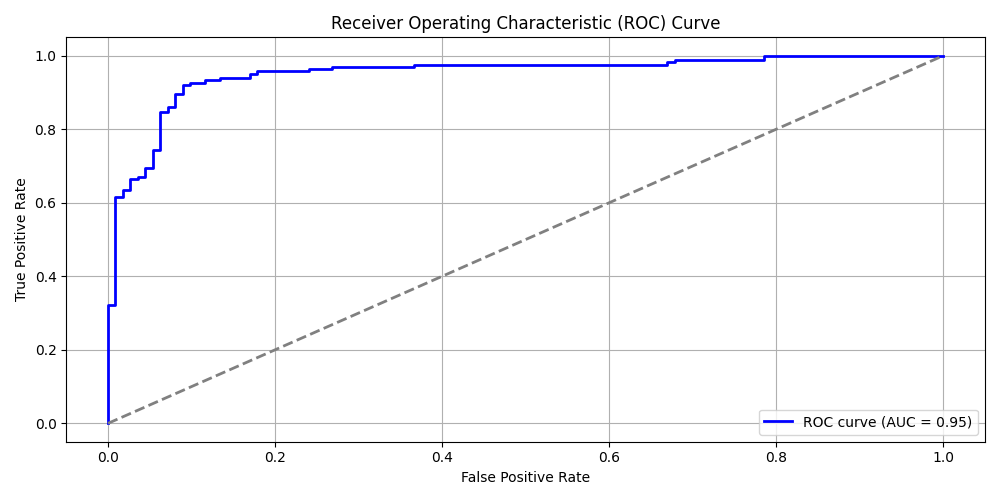 Receiver Operating Characteristic (ROC) Curve
1.0
0.8
0.6
0.4
0.2
0.0
True Positive Rate
0.0 0.2 0.4 0.6 0.8 1.0
False Positive Rate
ROC curve (AUC = 0.95)